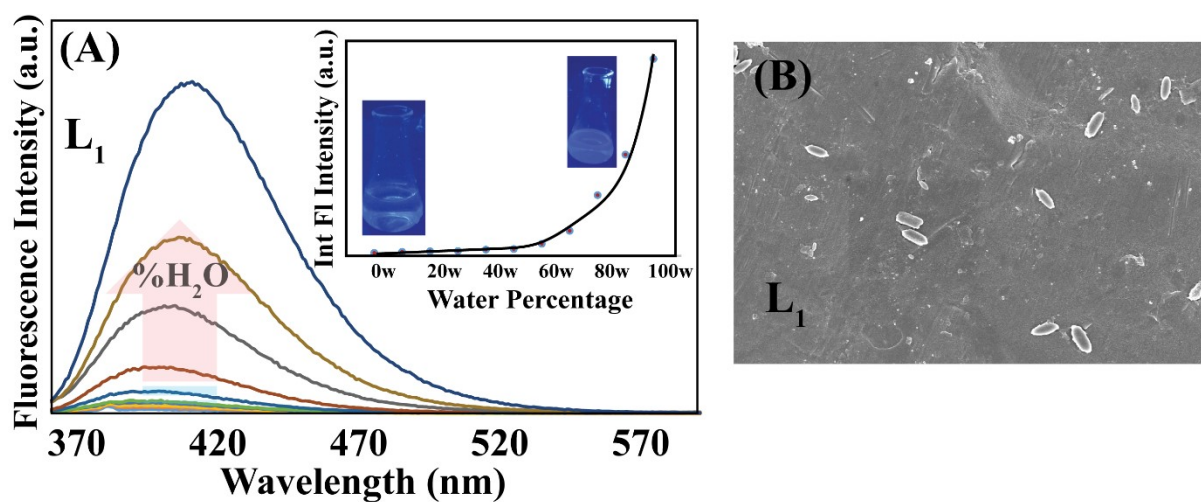 (A)
L1
%H2O
Fluorescence Intensity (a.u.)
370 420 470 520 570
Wavelength (nm)
Int Fl Intensity (a.u.)
0w 20w 40w 60w 80w 100w
Water Percentage
(B)
L1